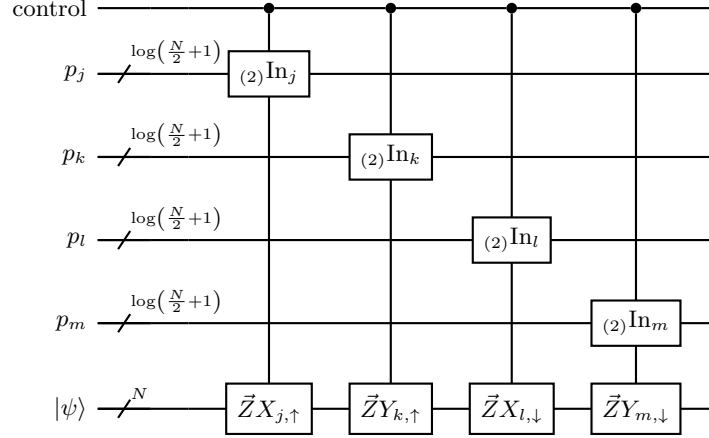 control
log(N/2+1)
p_j (2)In_j
log(N/2+1)
p_k (2)In_k
log(N/2+1)
p_l (2)In_l
log(N/2+1)
p_m (2)In_m
N
|ψ⟩ Z⃗X_{j,↑} Z⃗Y_{k,↑} Z⃗X_{l,↓} Z⃗Y_{m,↓}